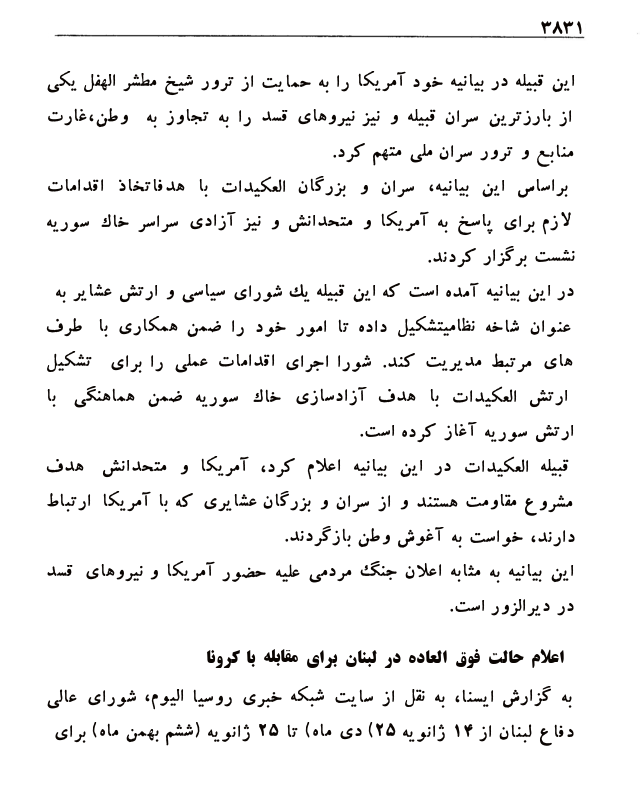 ۳۸۳۱
این قبیله در بیانیه خود آمریکا را به حمایت از ترور شیخ مطشر الهفل یکی
از بارزترین سران قبیله و نیز نیروهای قسد را به تجاوز به وطن،غارت
منابع و ترور سران ملی متهم کرد.
براساس این بیانیه، سران و بزرگان العکیدات با هدفاتخاذ اقدامات
لازم برای پاسخ به آمریکا و متحدانش و نیز آزادی سراسر خاک سوریه
نشست برگزار کردند.
در این بیانیه آمده است که این قبیله یک شورای سیاسی و ارتش عشایر به
عنوان شاخه نظامیتشکیل داده تا امور خود را ضمن همکاری با طرف
های مرتبط مدیریت کند. شورا اجرای اقدامات عملی را برای تشکیل
ارتش العکیدات با هدف آزادسازی خاک سوریه ضمن هماهنگی با
ارتش سوریه آغاز کرده است.
قبیله العکیدات در این بیانیه اعلام کرد، آمریکا و متحدانش هدف
مشروع مقاومت هستند و از سران و بزرگان عشایری که با آمریکا ارتباط
دارند، خواست به آغوش وطن بازگردند.
این بیانیه به مثابه اعلان جنگ مردمی علیه حضور آمریکا و نیروهای قسد
در دیرالزور است.
اعلام حالت فوق العاده در لبنان برای مقابله با کرونا
به گزارش ایسنا، به نقل از سایت شبکه خبری روسیا الیوم، شورای عالی
دفاع لبنان از ۱۴ ژانویه ۲۵) دی ماه) تا ۲۵ ژانویه (ششم بهمن ماه) برای